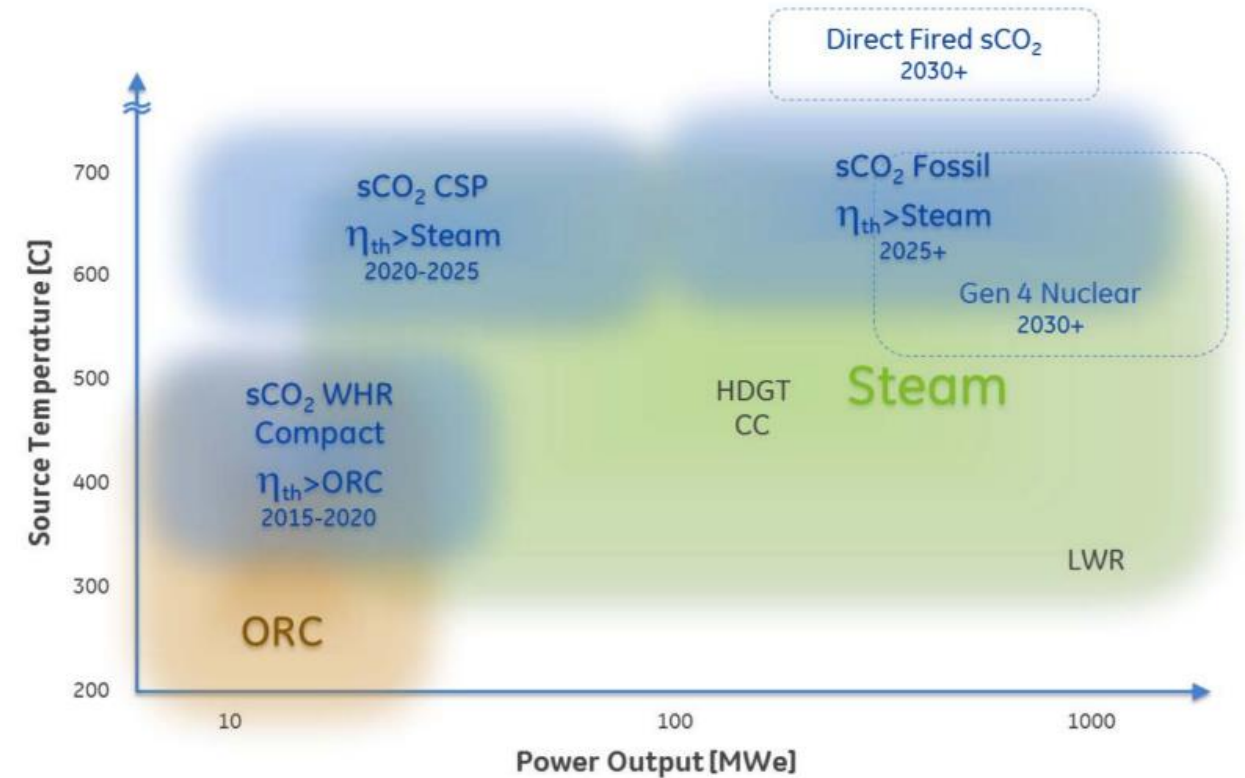 Direct Fired sCO₂
2030+
Source Temperature [C]
700
600
500
400
300
200
sCO₂ CSP
ηth>Steam
2020-2025
sCO₂ Fossil
ηth>Steam
2025+
Gen 4 Nuclear
2030+
sCO₂ WHR
Compact
ηth>ORC
2015-2020
HDGT
CC
Steam
LWR
ORC
10
100
1000
Power Output [MWe]